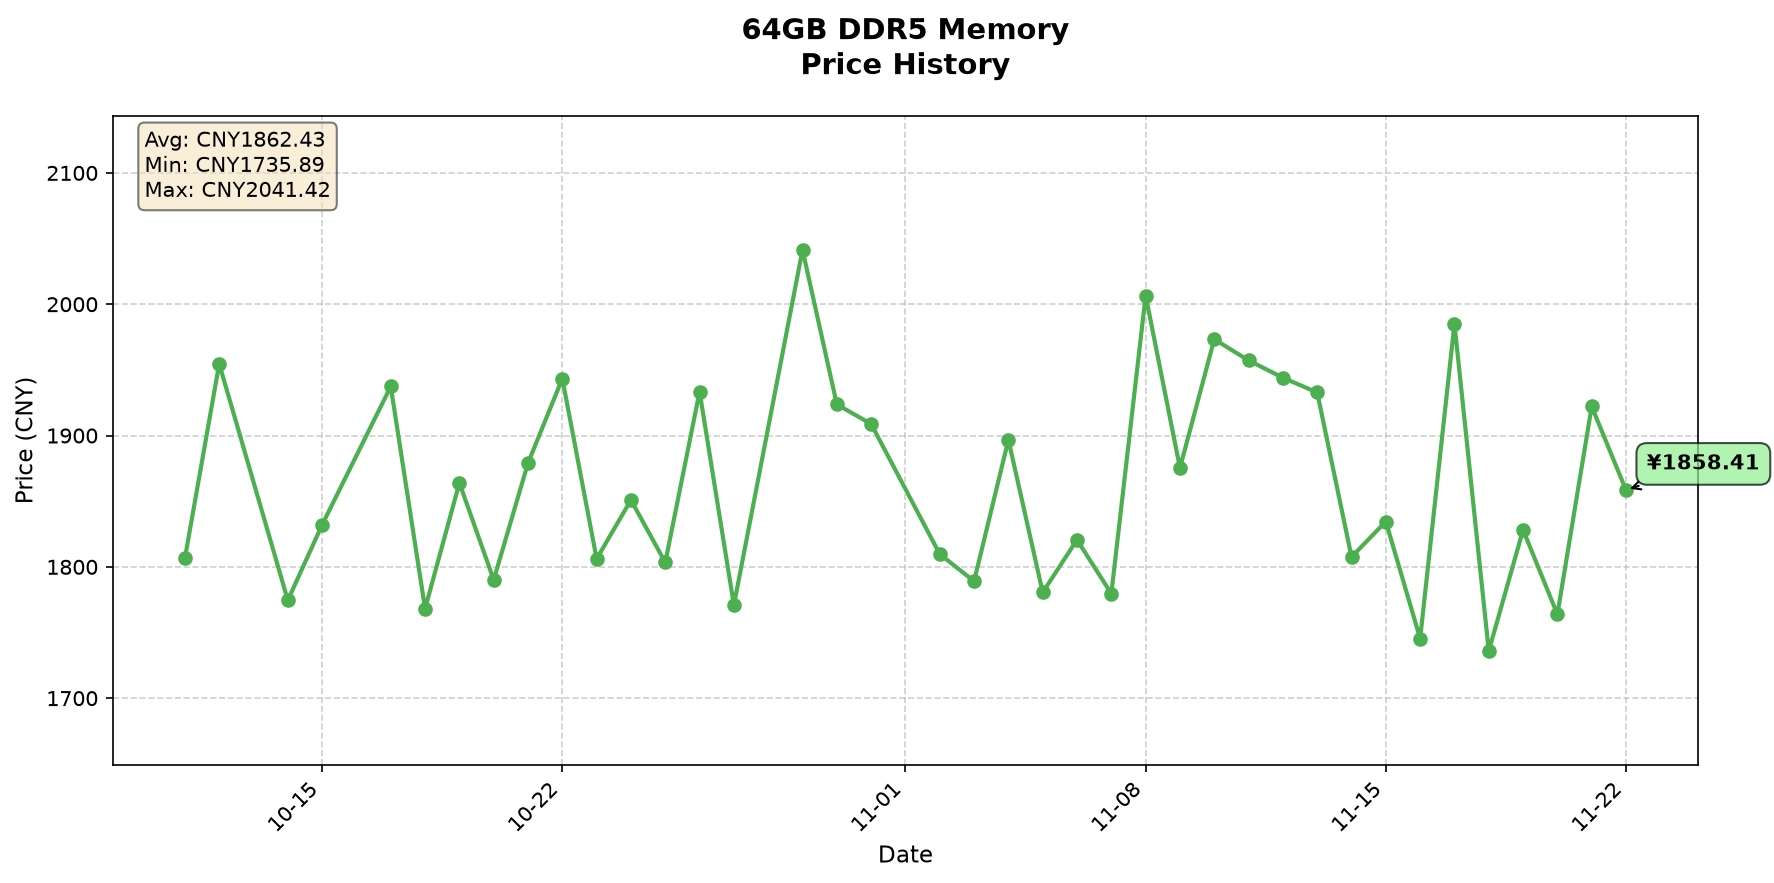 64GB DDR5 Memory
Price History
Avg: CNY1862.43
Min: CNY1735.89
Max: CNY2041.42
2100
2000
1900
1800
1700
Price (CNY)
¥1858.41
10-15
10-22
11-01
11-08
11-15
11-22
Date